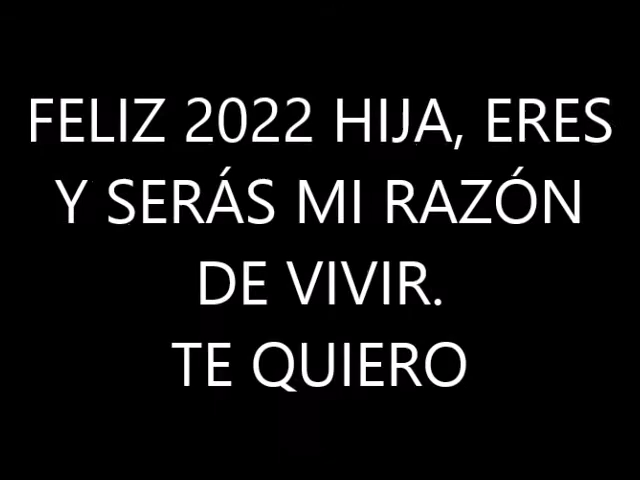 FELIZ 2022 HIJA, ERES
Y SERÁS MI RAZÓN
DE VIVIR.
TE QUIERO